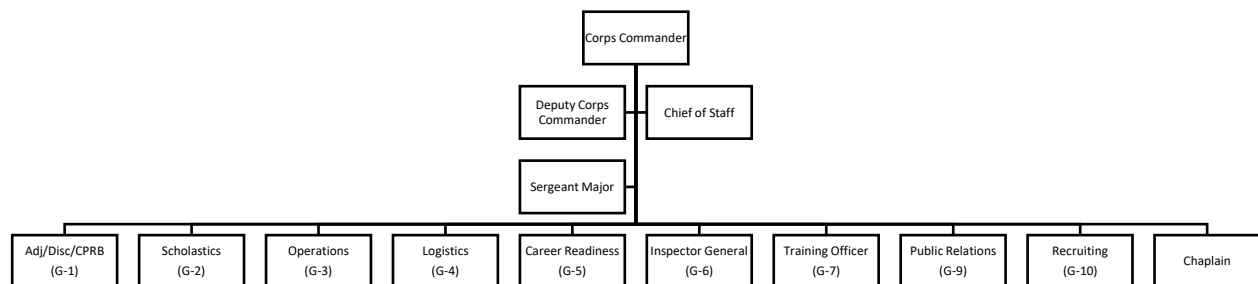 Corps Commander
Deputy Corps
Commander
Chief of Staff
Sergeant Major
Adj/Disc/CPRB
(G-1)
Scholastics
(G-2)
Operations
(G-3)
Logistics
(G-4)
Career Readiness
(G-5)
Inspector General
(G-6)
Training Officer
(G-7)
Public Relations
(G-9)
Recruiting
(G-10)
Chaplain